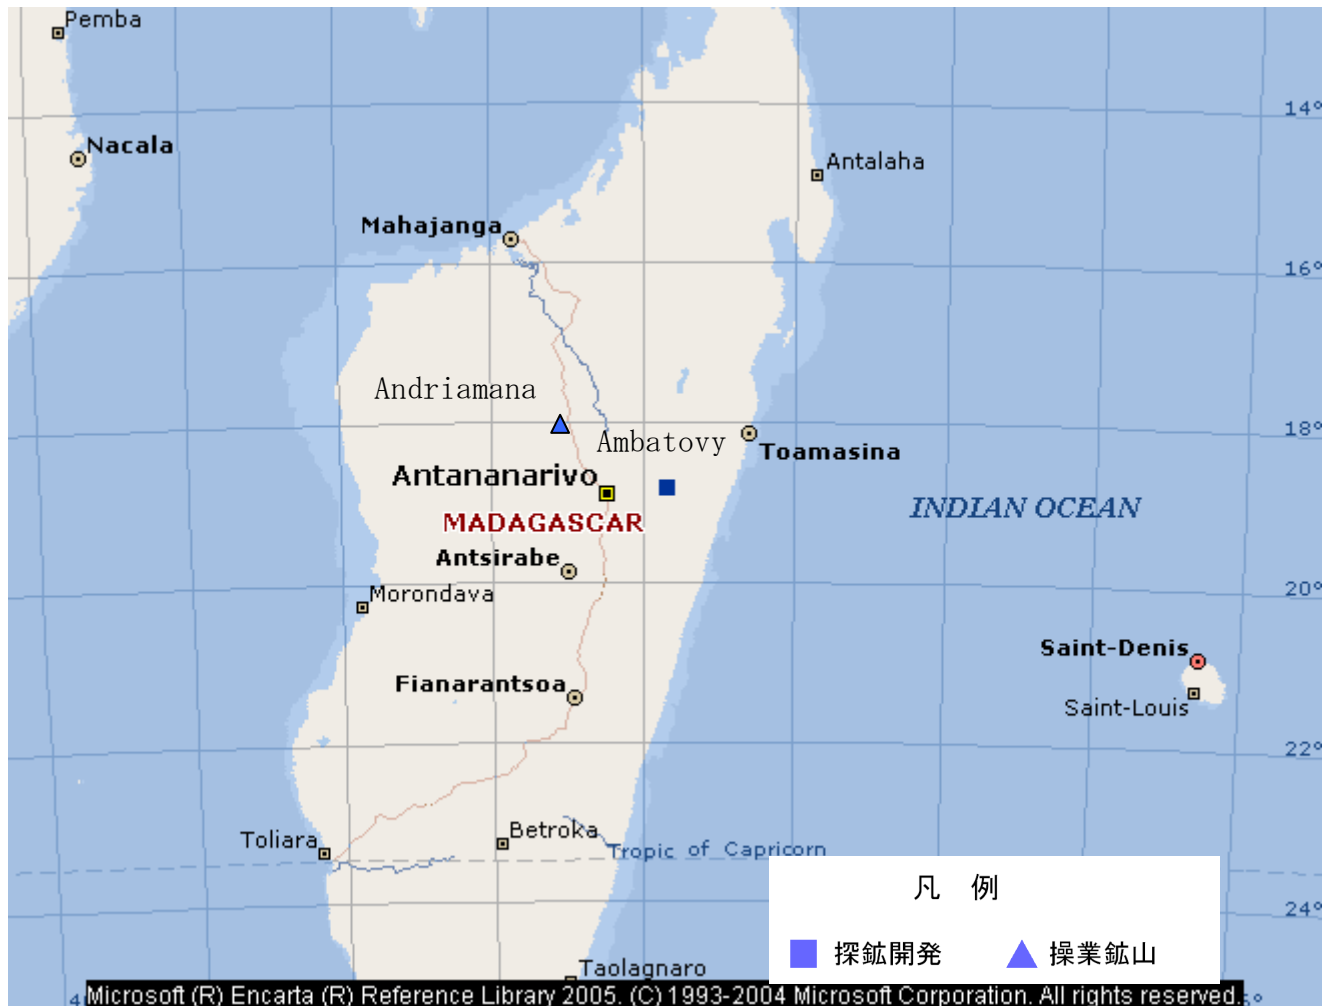 Pemba
14°
Nacala
Antalaha
Mahajanga
16°
Andriamana
18°
Ambatovy
Toamasina
Antananarivo
INDIAN OCEAN
MADAGASCAR
Antsirabe
20°
Morondava
Saint-Denis
Fianarantsoa
Saint-Louis
22°
Betroka
Toliara
Tropic of Capricorn
凡 例
24°
探鉱開発
操業鉱山
Taolagnaro
Microsoft (R) Encarta (R) Reference Library 2005. (C) 1993-2004 Microsoft Corporation. All rights reserved.